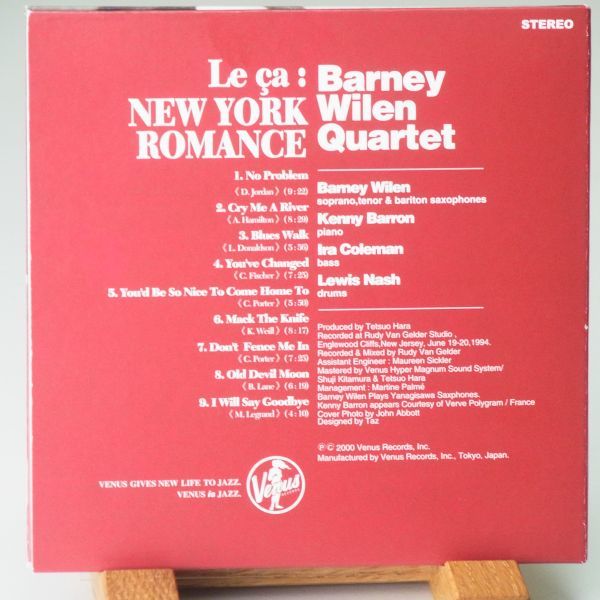 STEREO
Le ça :
NEW YORK
ROMANCE
1. No Problem
《D. Jordan》(9:22)
2. Cry Me A River
《A. Hamilton》(8:29)
3. Blues Walk
《L. Donaldson》(5:56)
4. You've Changed
《C. Fischer》(7:25)
5. You'd Be So Nice To Come Home To
《C. Porter》(5:50)
6. Mack The Knife
《K. Weill》(8:17)
7. Don't Fence Me In
《C. Porter》(7:25)
8. Old Devil Moon
《B. Lane》(6:19)
9. I Will Say Goodbye
《M. Legrand》(4:10)
Barney
Wilen
Quartet
Barney Wilen
soprano,tenor & bariton saxophones
Kenny Barron
piano
Ira Coleman
bass
Lewis Nash
drums
Produced by Tetsuo Hara
Recorded at Rudy Van Gelder Studio ,
Englewood Cliffs,New Jersey, June 19-20,1994.
Recorded & Mixed by Rudy Van Gelder
Assistant Engineer : Maureen Sickler
Mastered by Venus Hyper Magnum Sound System/
Shuji Kitamura & Tetsuo Hara
Management : Martine Palmé
Barney Wilen Plays Yanagisawa Saxphones.
Kenny Barron appears Courtesy of Verve Polygram / France
Cover Photo by John Abbott
Designed by Taz
℗© 2000 Venus Records, Inc.
Manufactured by Venus Records, Inc., Tokyo, Japan.
VENUS GIVES NEW LIFE TO JAZZ.
VENUS in JAZZ.
Venus
RECORDS